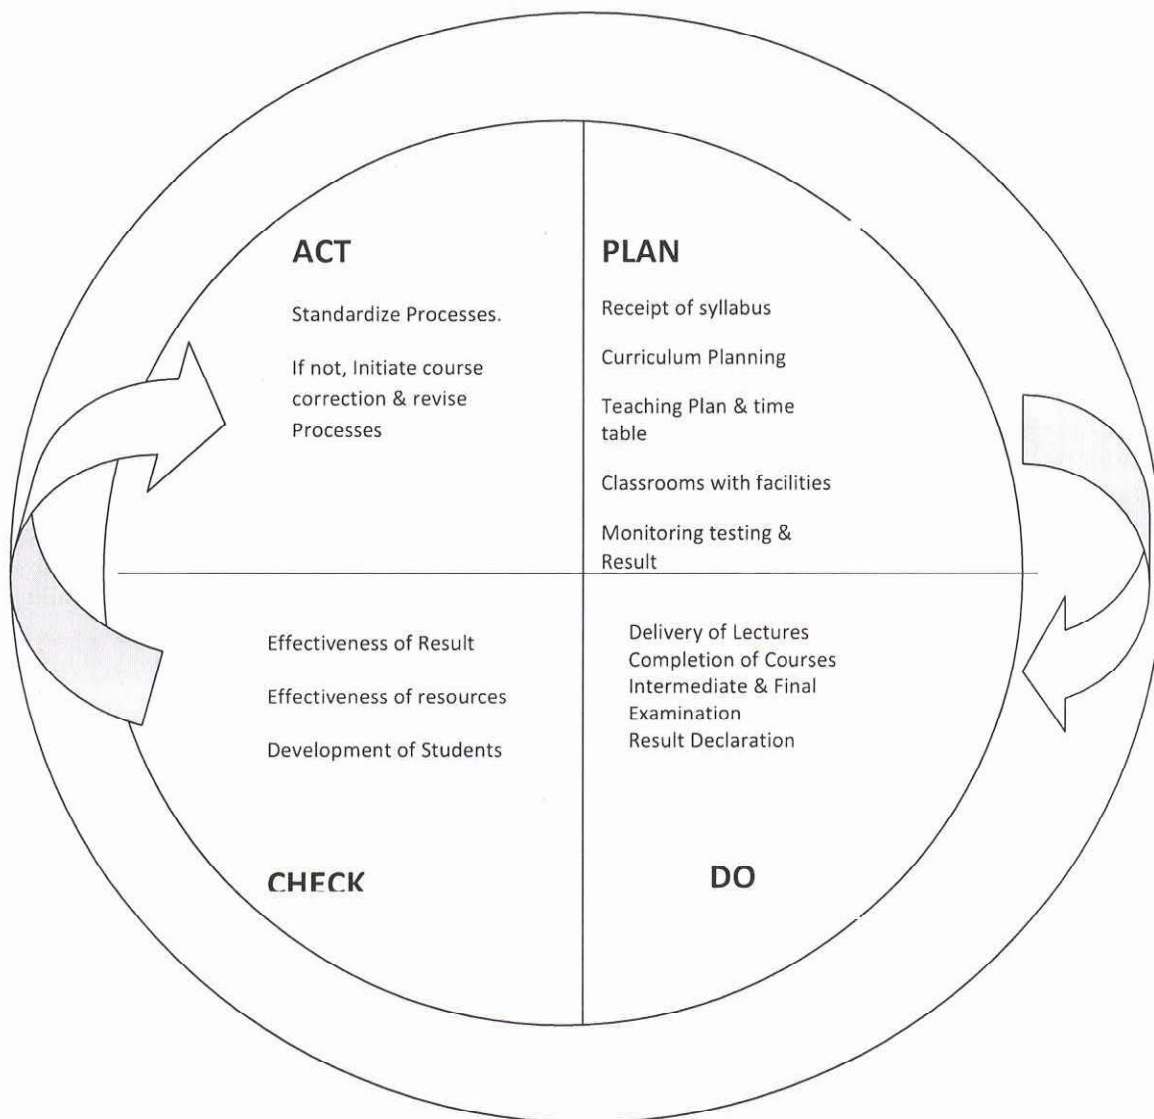 ACT
Standardize Processes.
If not, Initiate course
correction & revise
Processes
PLAN
Receipt of syllabus
Curriculum Planning
Teaching Plan & time
table
Classrooms with facilities
Monitoring testing &
Result
Effectiveness of Result
Effectiveness of resources
Development of Students
CHECK
Delivery of Lectures
Completion of Courses
Intermediate & Final
Examination
Result Declaration
DO